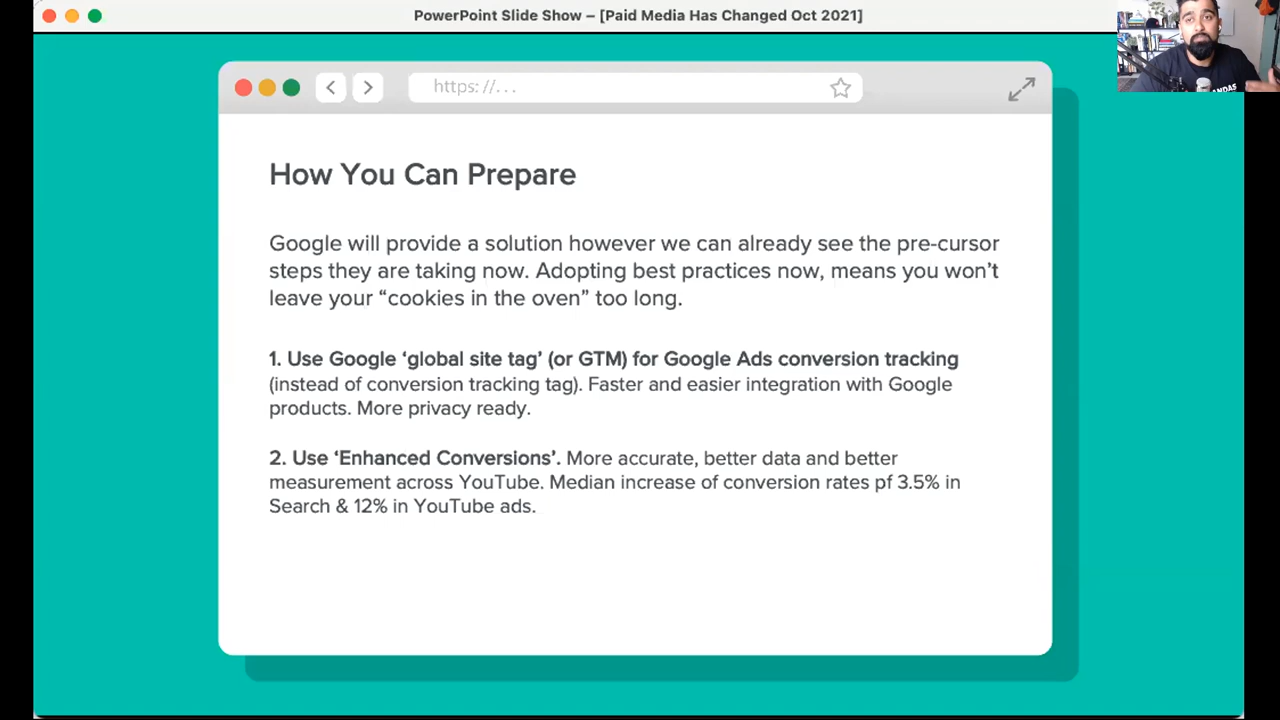 PowerPoint Slide Show – [Paid Media Has Changed Oct 2021]
https://...
How You Can Prepare
Google will provide a solution however we can already see the pre-cursor
steps they are taking now. Adopting best practices now, means you won't
leave your “cookies in the oven” too long.
1. Use Google ‘global site tag’ (or GTM) for Google Ads conversion tracking
(instead of conversion tracking tag). Faster and easier integration with Google
products. More privacy ready.
2. Use ‘Enhanced Conversions’. More accurate, better data and better
measurement across YouTube. Median increase of conversion rates pf 3.5% in
Search & 12% in YouTube ads.